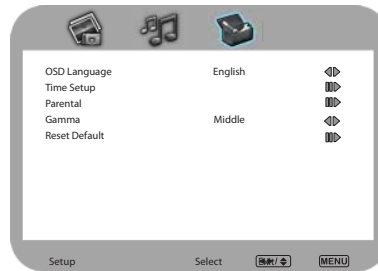 OSD Language English
Time Setup
Parental
Gamma Middle
Reset Default
Setup Select MENU